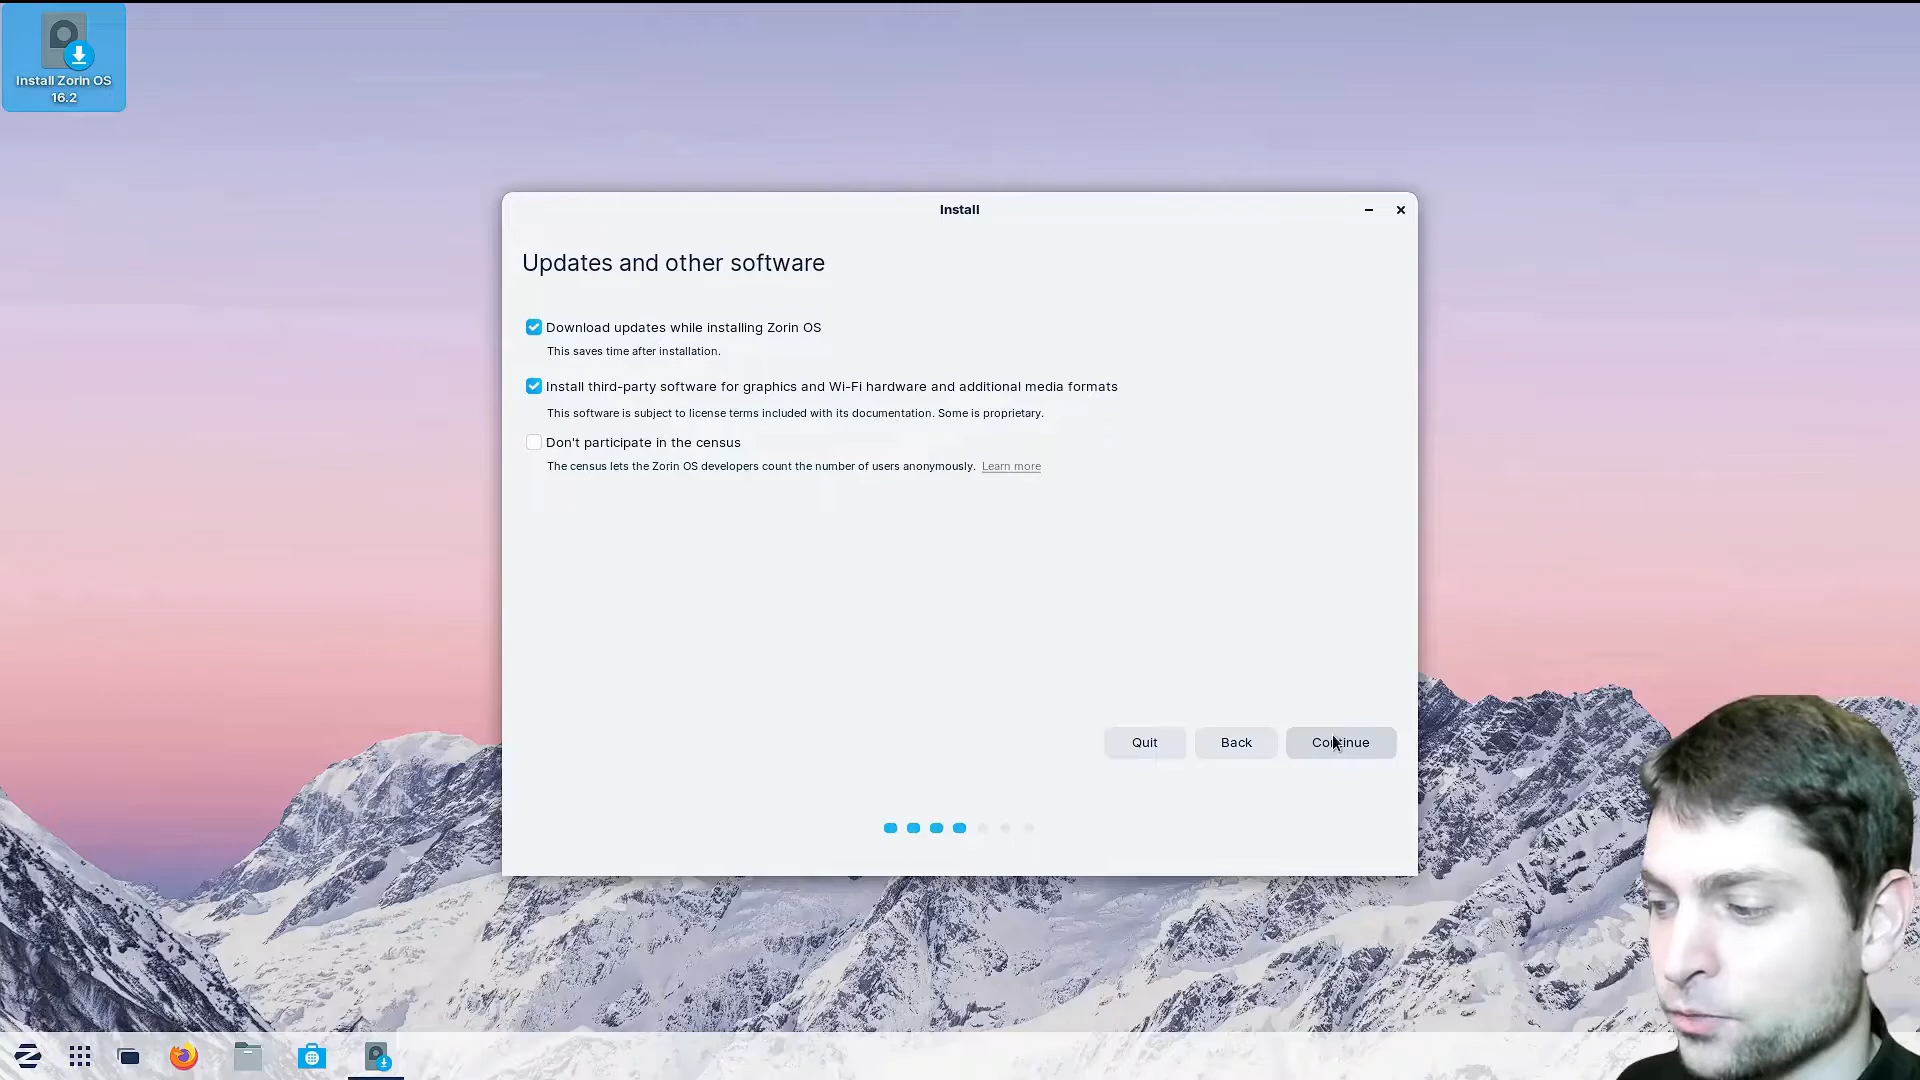 Install Zorin OS
16.2
Install
Updates and other software
Download updates while installing Zorin OS
This saves time after installation.
Install third-party software for graphics and Wi-Fi hardware and additional media formats
This software is subject to license terms included with its documentation. Some is proprietary.
Don't participate in the census
The census lets the Zorin OS developers count the number of users anonymously. Learn more
Quit Back Continue